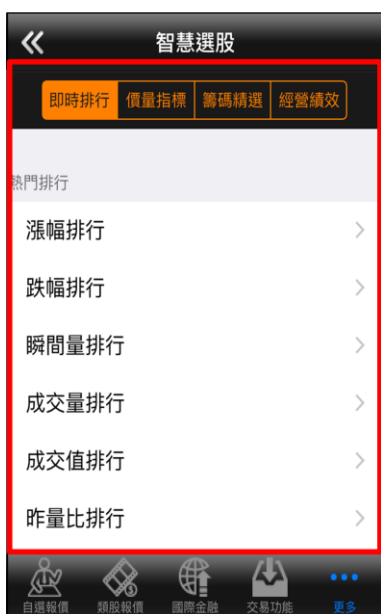 智慧選股
即時排行 價量指標 籌碼精選 經營績效
熱門排行
漲幅排行
跌幅排行
瞬間量排行
成交量排行
成交值排行
昨量比排行
自選報價 類股報價 國際金融 交易功能 更多